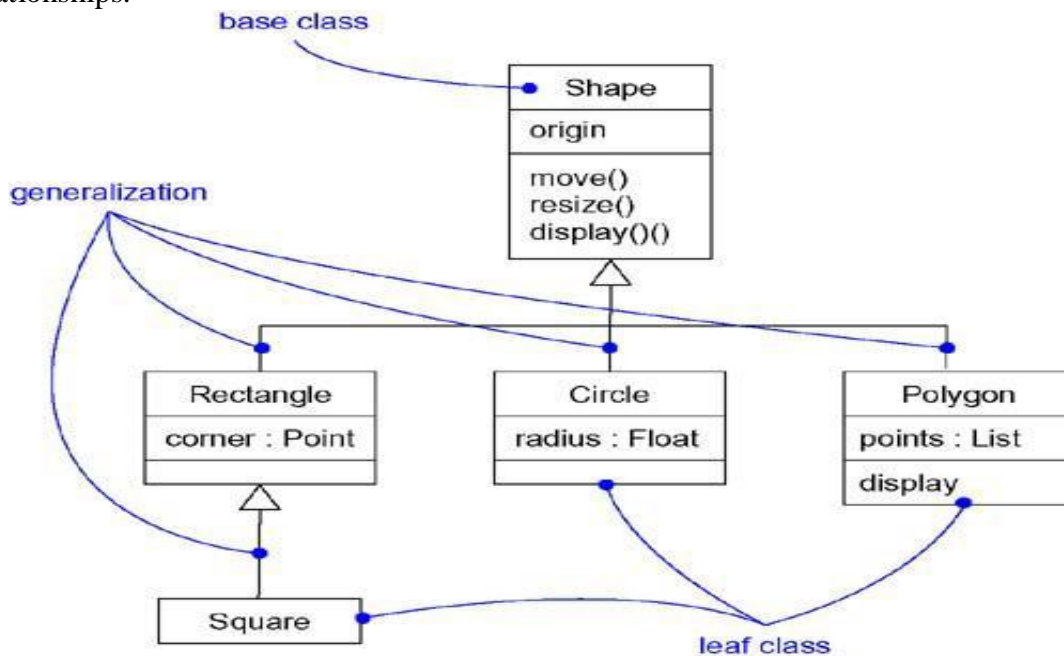 base class
Shape
origin
move()
resize()
display()()
generalization
Rectangle
corner : Point
Circle
radius : Float
Polygon
points : List
display
Square
leaf class